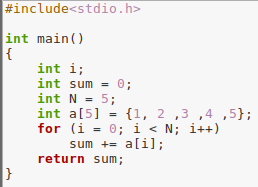 #include<stdio.h>

int main()
{
    int i;
    int sum = 0;
    int N = 5;
    int a[5] = {1, 2 ,3 ,4 ,5};
    for (i = 0; i < N; i++)
        sum += a[i];
    return sum;
}